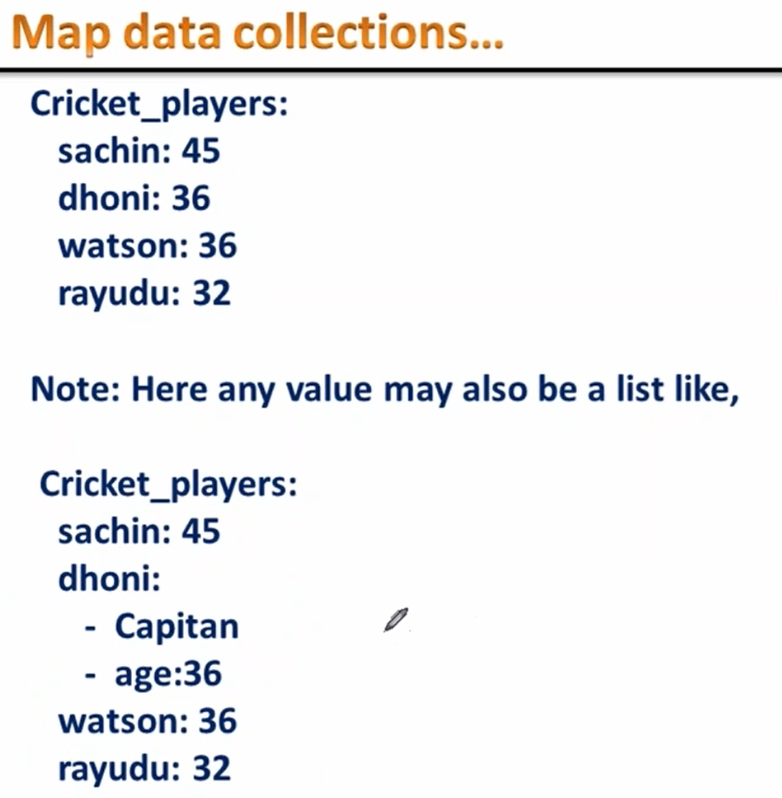 Map data collections...
Cricket_players:
sachin: 45
dhoni: 36
watson: 36
rayudu: 32
Note: Here any value may also be a list like,
Cricket_players:
sachin: 45
dhoni:
- Capitan
- age:36
watson: 36
rayudu: 32